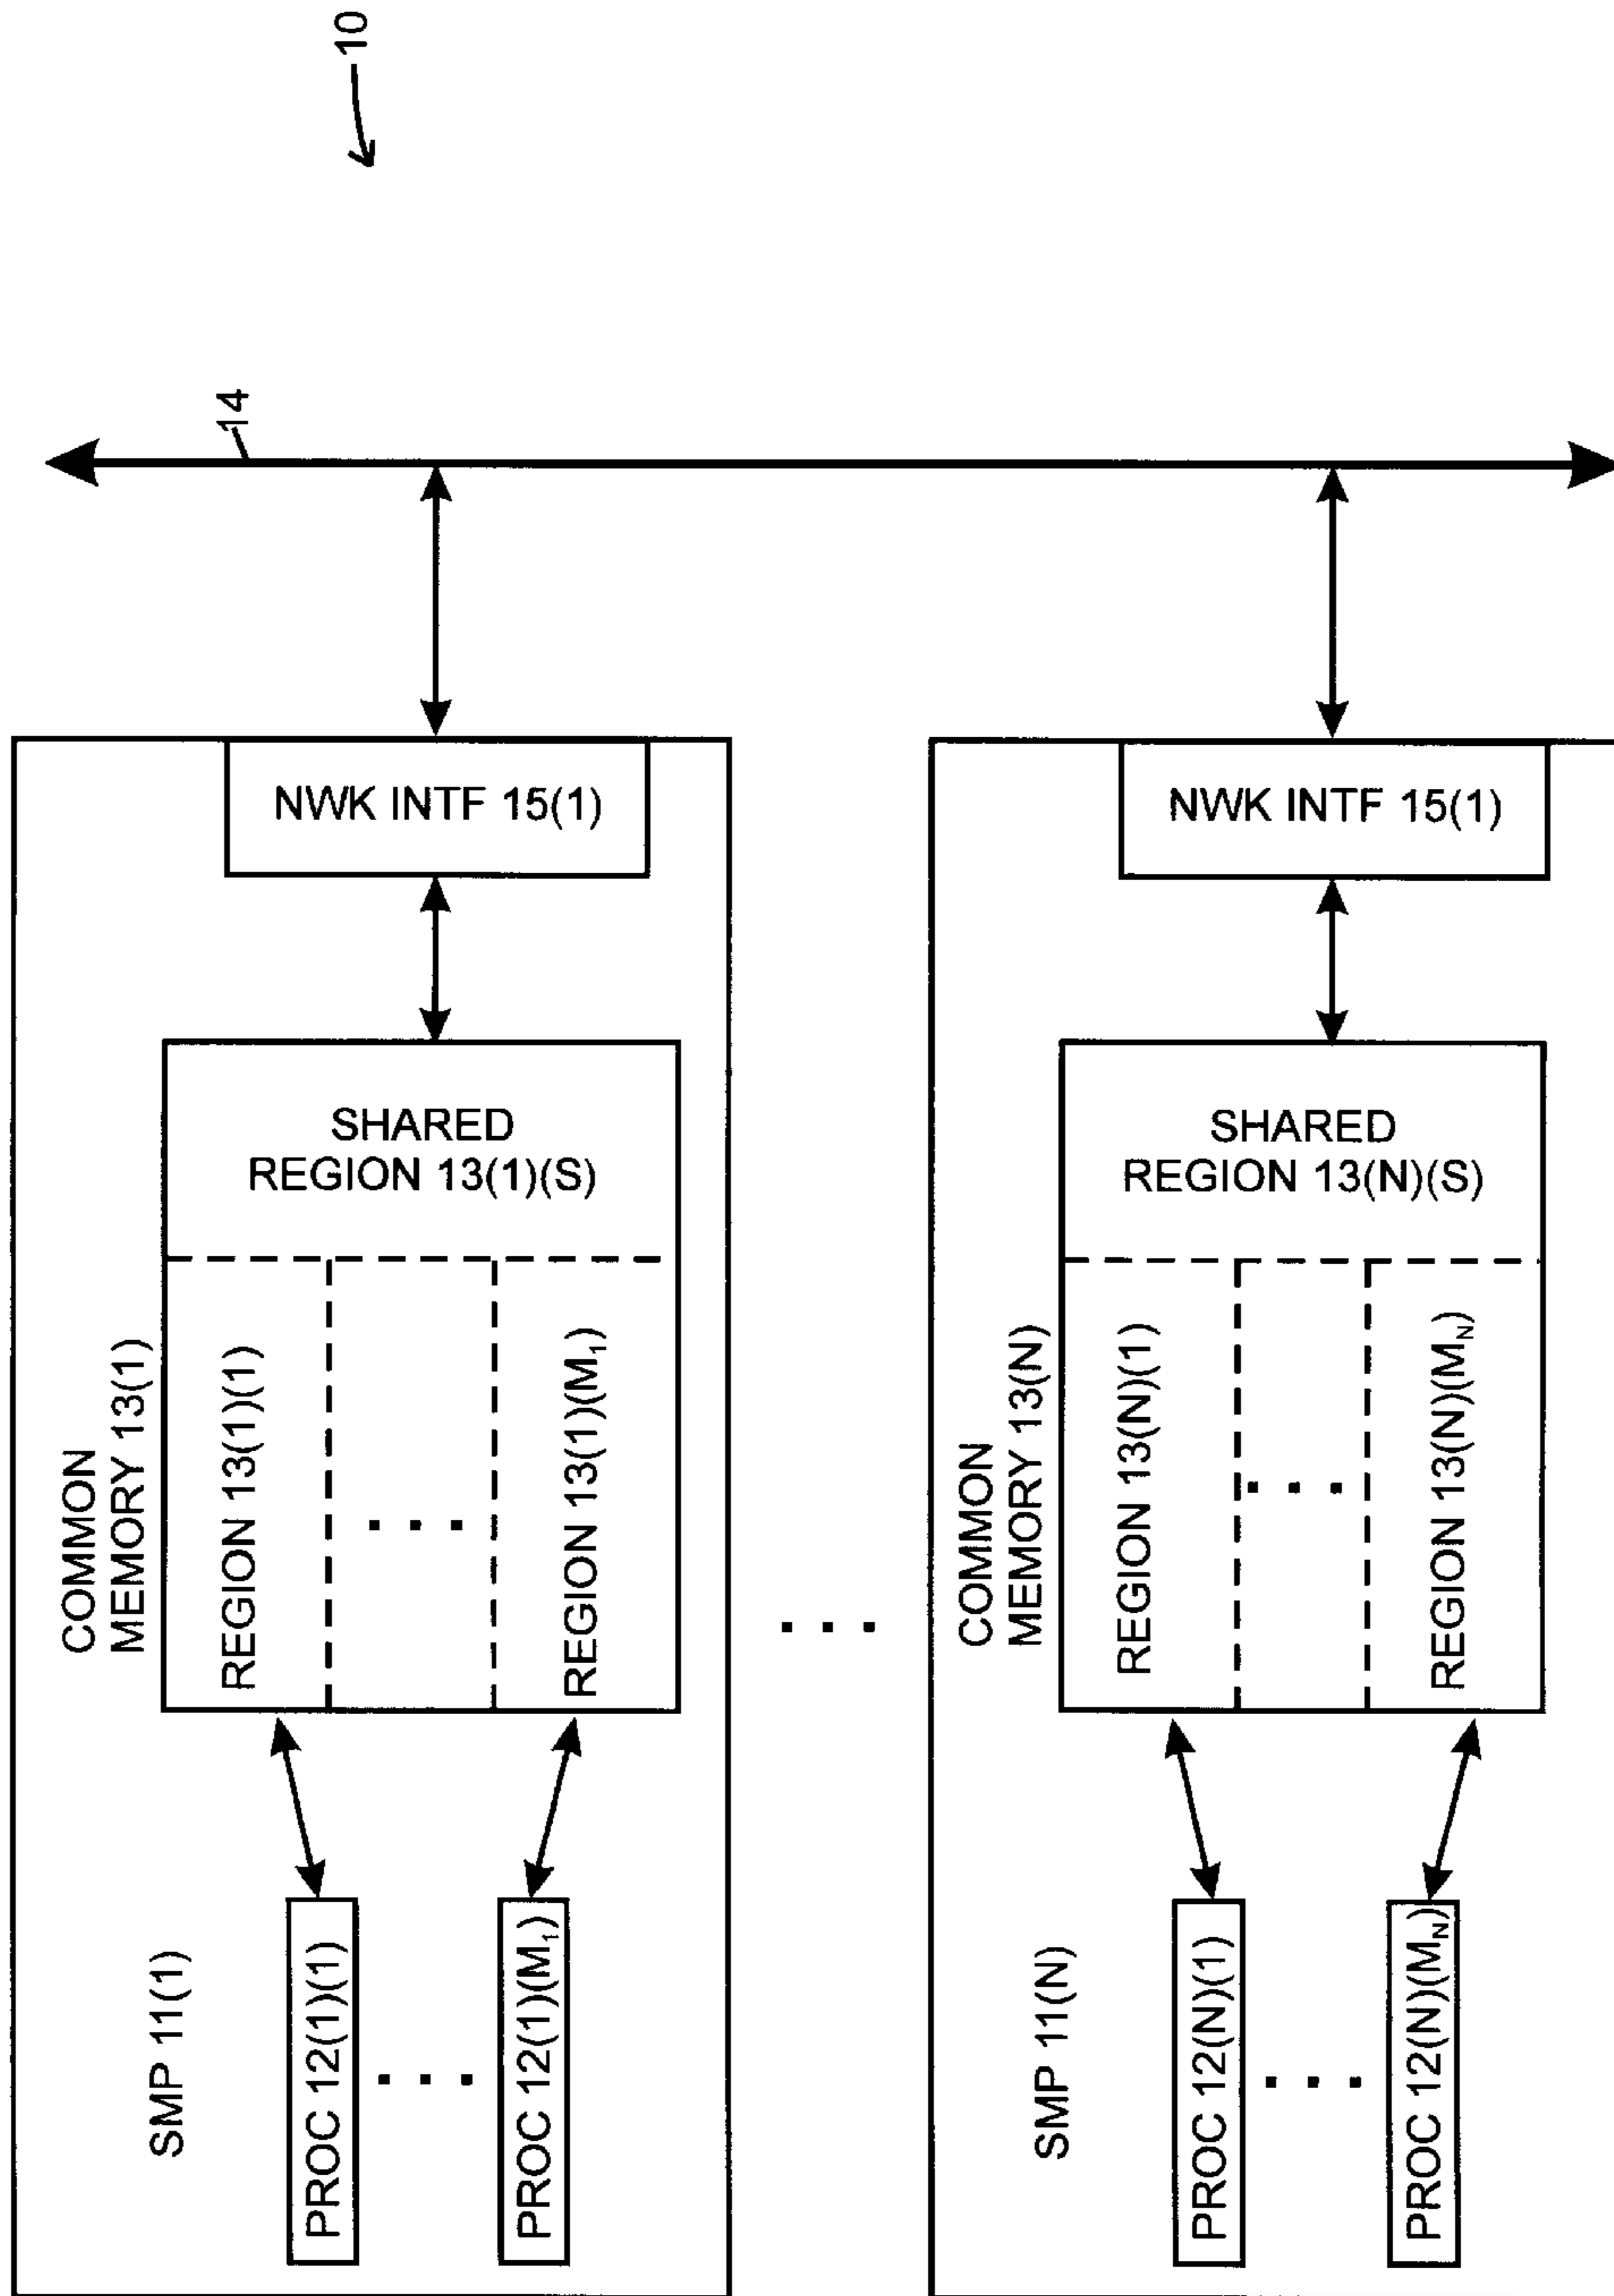 10
14
SMP 11(1)
COMMON
MEMORY 13(1)
PROC 12(1)(1)
. . .
PROC 12(1)(M₁)
REGION 13(1)(1)
. . .
REGION 13(1)(M₁)
SHARED
REGION 13(1)(S)
NWK INTF 15(1)
. . .
SMP 11(N)
COMMON
MEMORY 13(N)
PROC 12(N)(1)
. . .
PROC 12(N)(M_N)
REGION 13(N)(1)
. . .
REGION 13(N)(M_N)
SHARED
REGION 13(N)(S)
NWK INTF 15(1)